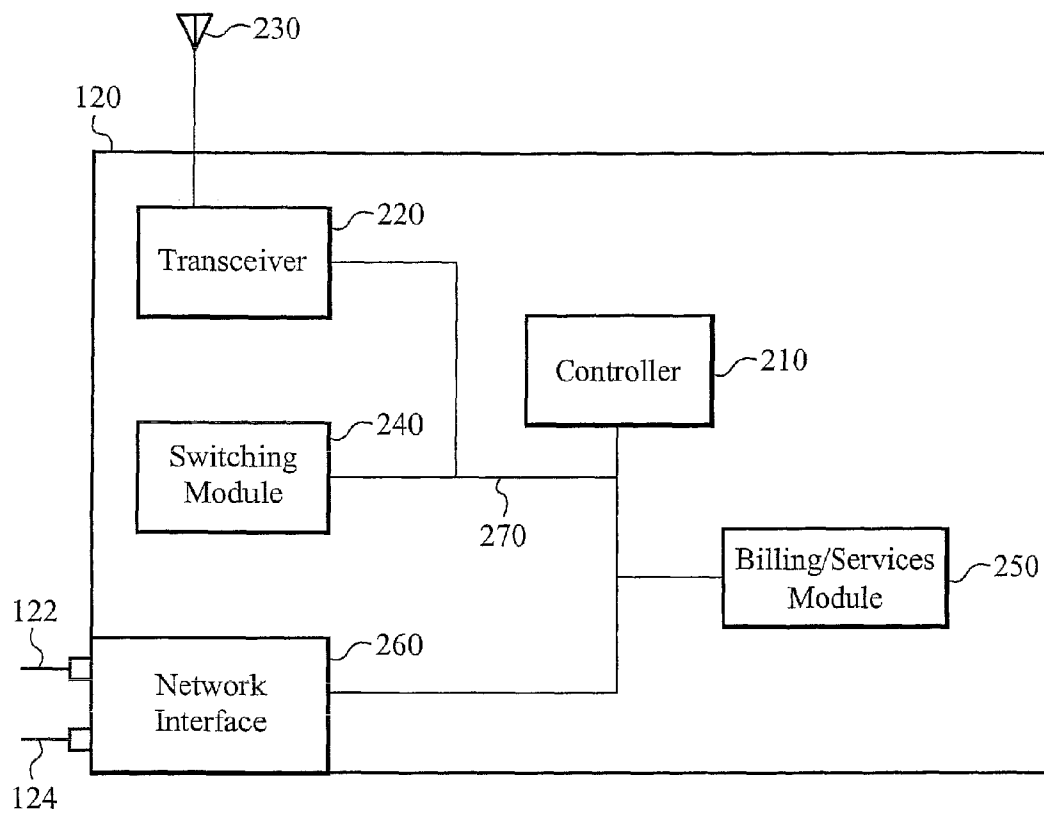 230
120
220
Transceiver
Controller
210
240
Switching
Module
270
Billing/Services
Module
250
122
260
Network
Interface
124